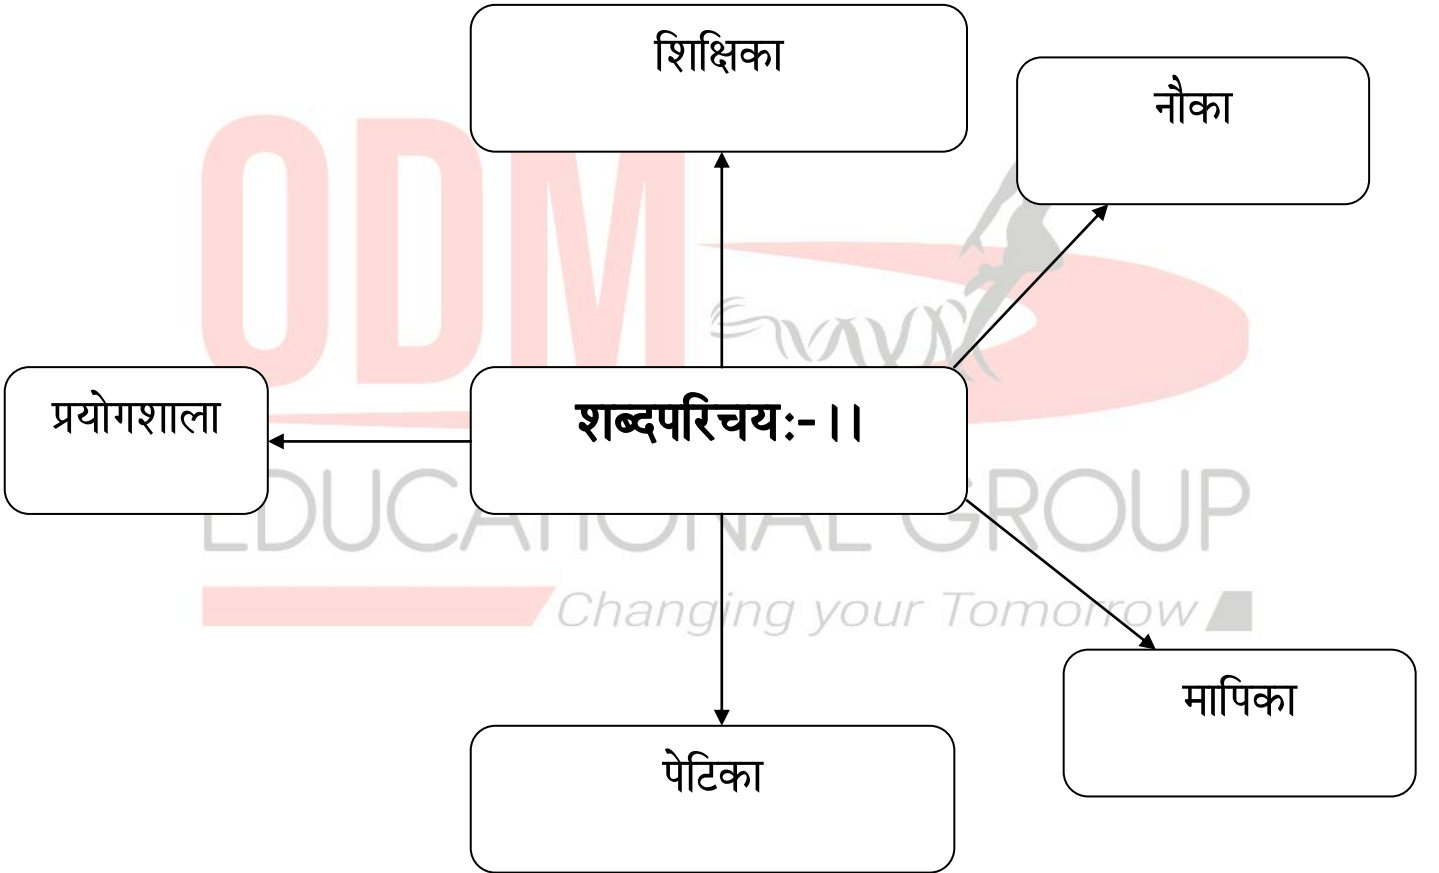 शिक्षिका
नौका
ODM
प्रयोगशाला
शब्दपरिचयः-।।
EDUCATIONAL GROUP
Changing your Tomorrow
मापिका
पेटिका